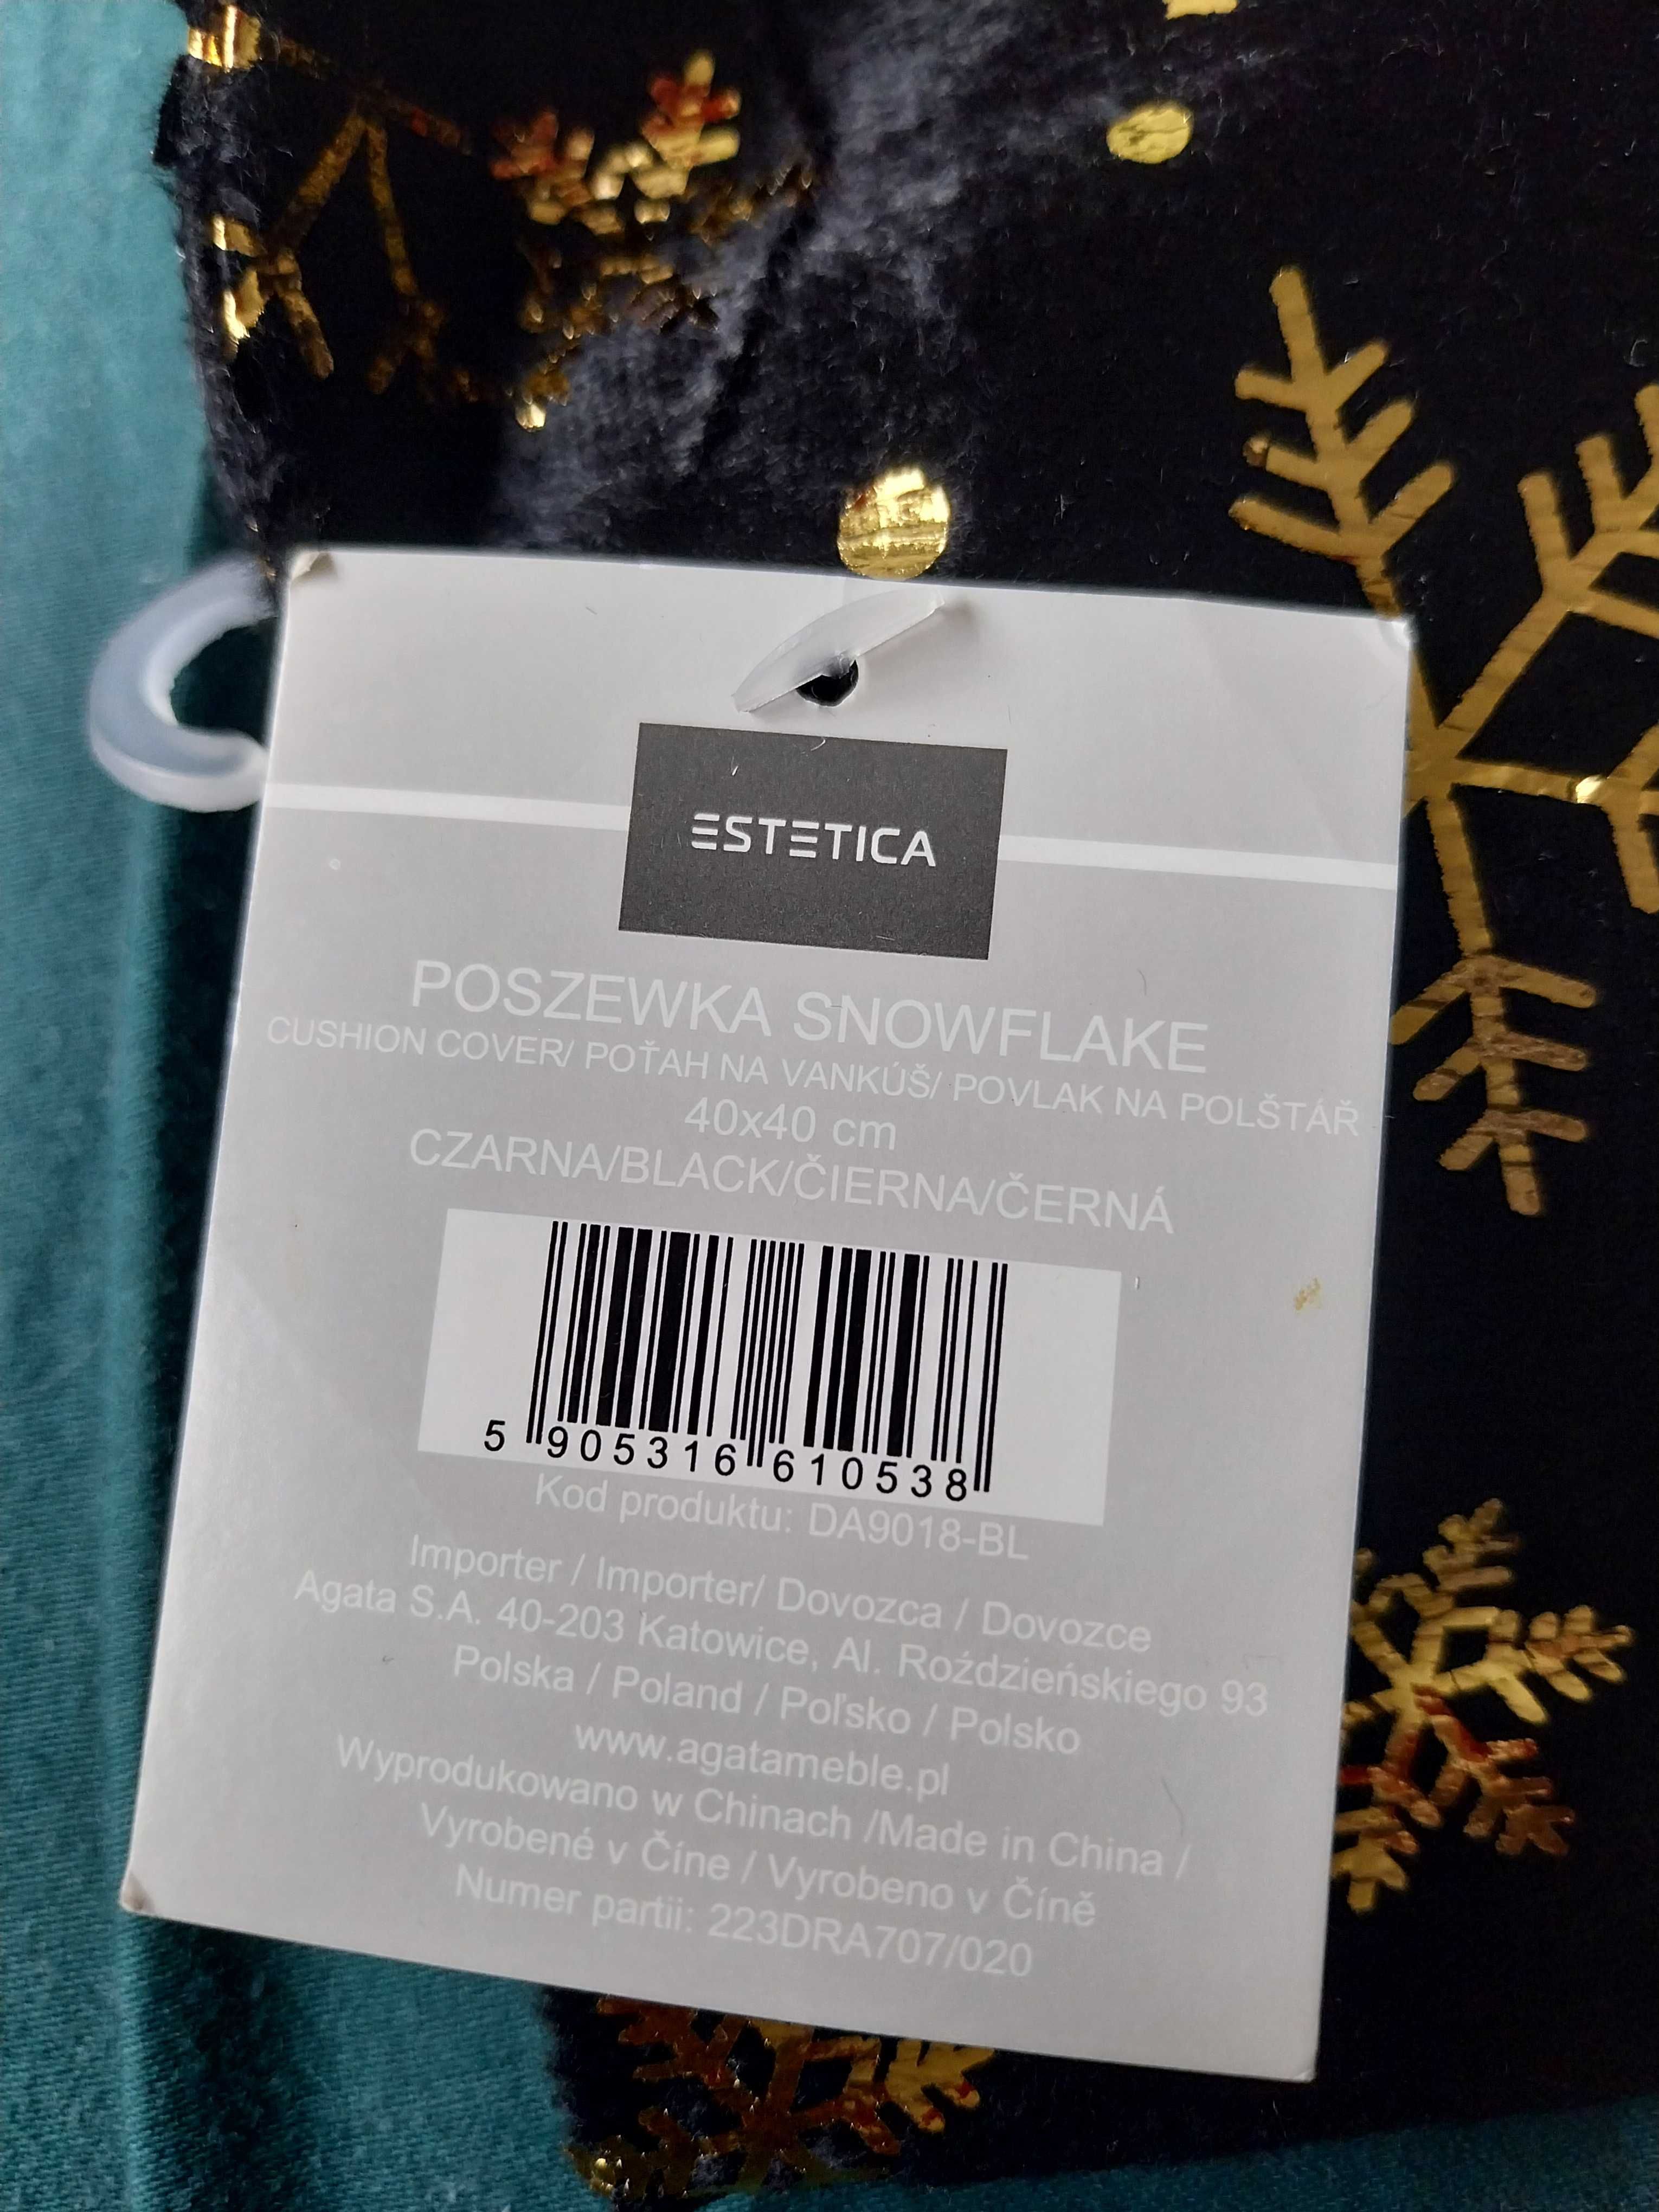 ESTETICA
POSZEWKA SNOWFLAKE
CUSHION COVER/ POŤAH NA VANKÚŠ/ POVLAK NA POLŠTÁŘ
40x40 cm
CZARNA/BLACK/ČIERNA/ČERNÁ
5 905316 610538
Kod produktu: DA9018-BL
Importer / Importer/ Dovozca / Dovozce
Agata S.A. 40-203 Katowice, Al. Roździeńskiego 93
Polska / Poland / Poľsko / Polsko
www.agatameble.pl
Wyprodukowano w Chinach /Made in China /
Vyrobené v Číne / Vyrobeno v Číně
Numer partii: 223DRA707/020